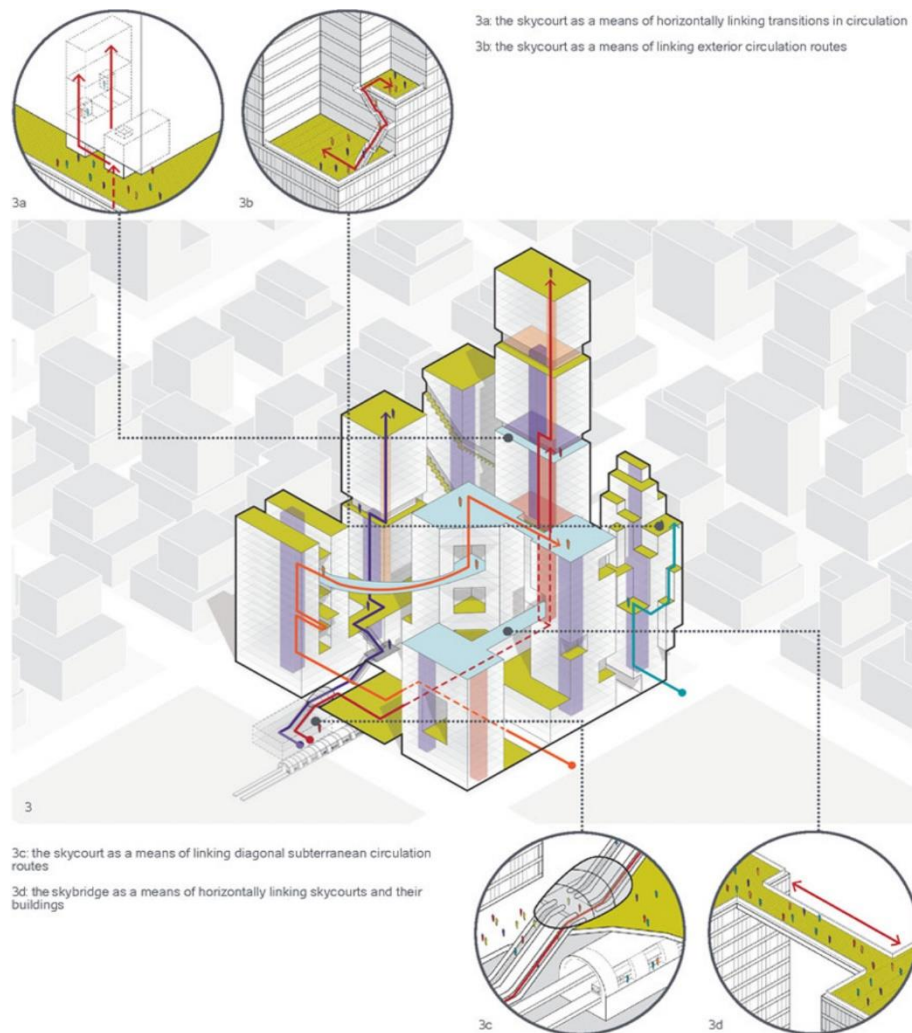 3a: the skycourt as a means of horizontally linking transitions in circulation
3b: the skycourt as a means of linking exterior circulation routes
3a
3b
3
3c: the skycourt as a means of linking diagonal subterranean circulation
routes
3d: the skybridge as a means of horizontally linking skycourts and their
buildings
3c
3d